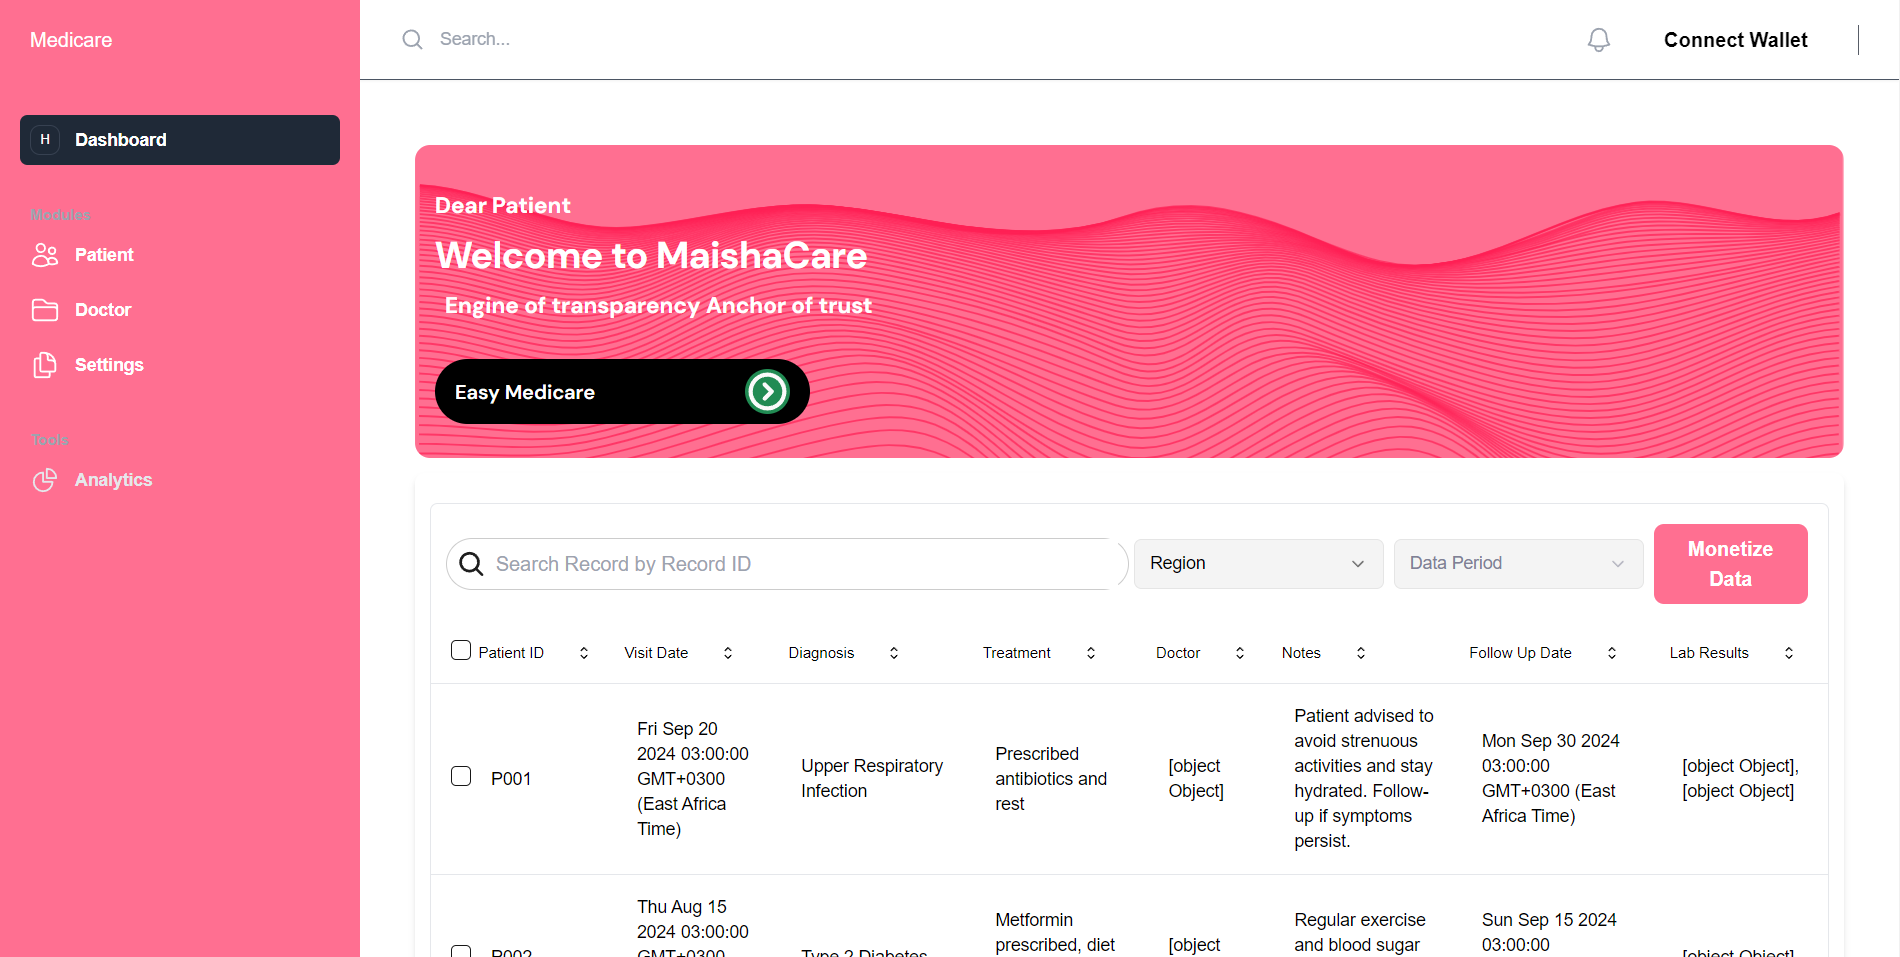 Medicare
Search...
Connect Wallet
H
Dashboard
Modules
Patient
Doctor
Settings
Tools
Analytics
Dear Patient
Welcome to MaishaCare
Engine of transparency Anchor of trust
Easy Medicare
Search Record by Record ID
Region
Data Period
Monetize
Data
Patient ID
Visit Date
Diagnosis
Treatment
Doctor
Notes
Follow Up Date
Lab Results
P001
Fri Sep 20
2024 03:00:00
GMT+0300
(East Africa
Time)
Upper Respiratory
Infection
Prescribed
antibiotics and
rest
[object
Object]
Patient advised to
avoid strenuous
activities and stay
hydrated. Follow-
up if symptoms
persist.
Mon Sep 30 2024
03:00:00
GMT+0300 (East
Africa Time)
[object Object],
[object Object]
P002
Thu Aug 15
2024 03:00:00
GMT+0300
Type 2 Diabetes
Metformin
prescribed, diet
[object
Regular exercise
and blood sugar
Sun Sep 15 2024
03:00:00
[object Object]